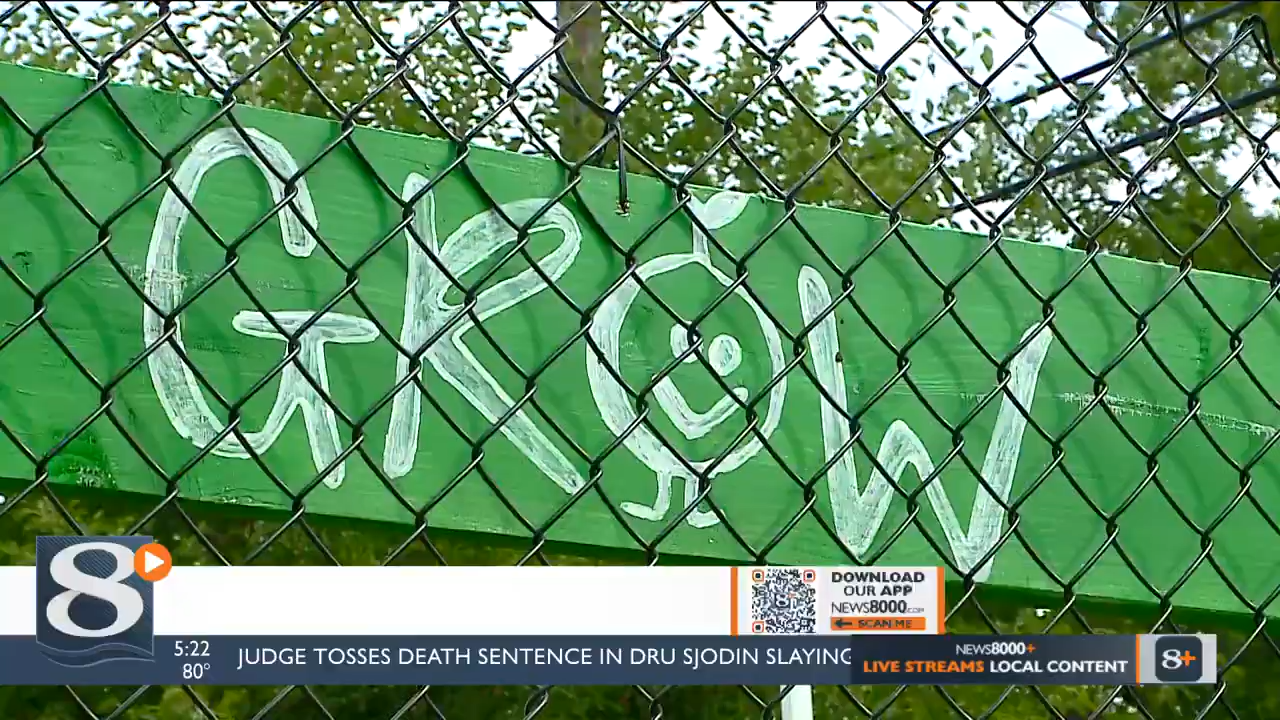 GROW
8
DOWNLOAD
OUR APP
NEWS8000.COM
SCAN ME
5:22
80°
JUDGE TOSSES DEATH SENTENCE IN DRU SJODIN SLAYING
NEWS8000+
LIVE STREAMS LOCAL CONTENT
8+